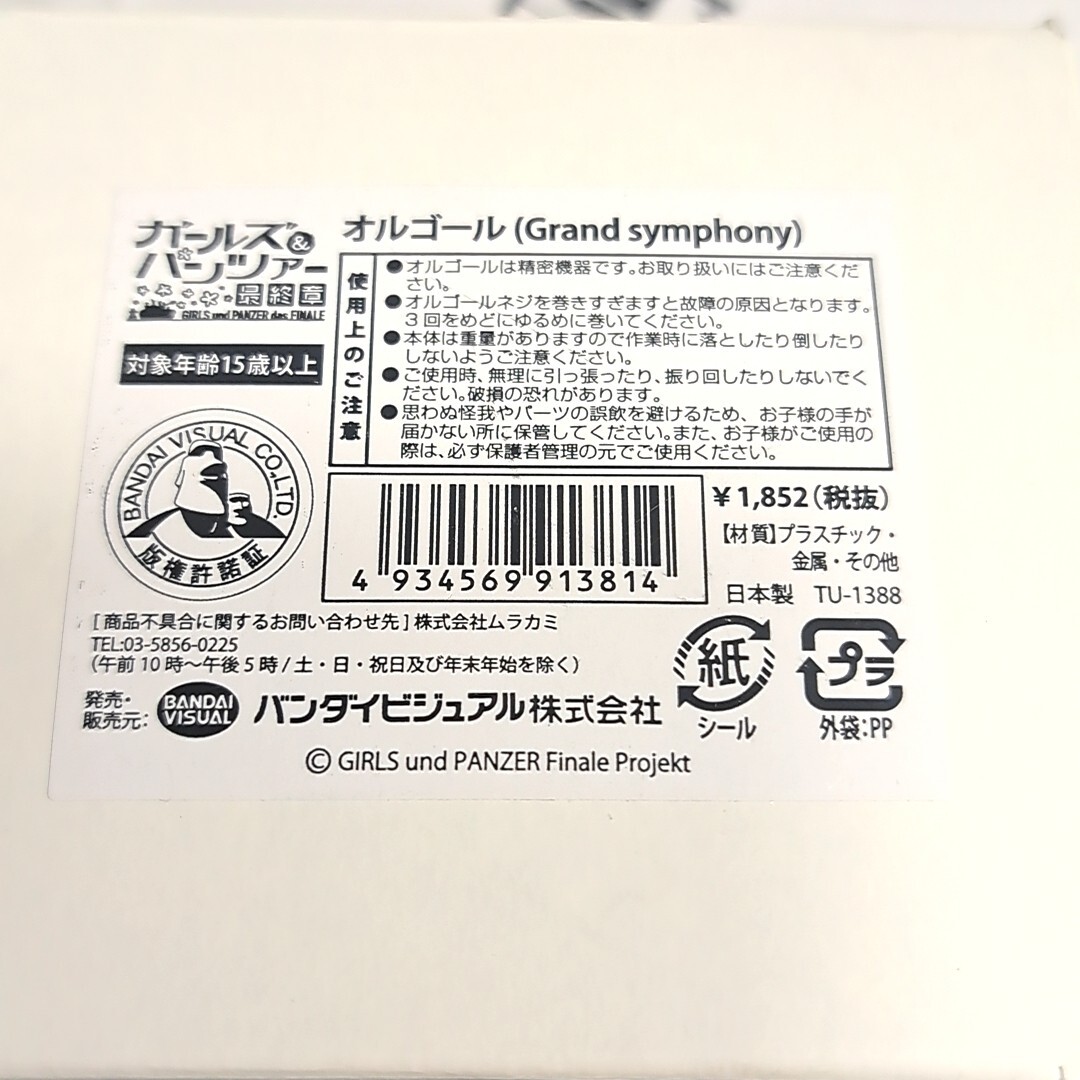 ガールズ&
パンツァー
最終章
GIRLS und PANZER das FINALE
対象年齢15歳以上
オルゴール (Grand symphony)
使用上のご注意
●オルゴールは精密機器です。お取り扱いにはご注意くだ
さい。
●オルゴールネジを巻きすぎますと故障の原因となります。
3回をめどにゆるめに巻いてください。
●本体は重量がありますので作業時に落としたり倒したり
しないようご注意ください。
●ご使用時、無理に引っ張ったり、振り回したりしないでく
ださい。破損の恐れがあります。
●思わぬ怪我やパーツの誤飲を避けるため、お子様の手が
届かない所に保管してください。また、お子様がご使用の
際は、必ず保護者管理の元でご使用ください。
BANDAI VISUAL CO.,LTD.
版権許諾証
4 934569 913814
¥1,852(税抜)
【材質】プラスチック・
金属・その他
日本製 TU-1388
[商品不具合に関するお問い合わせ先] 株式会社ムラカミ
TEL:03-5856-0225
(午前10時〜午後5時/土・日・祝日及び年末年始を除く)
発売・
販売元:
BANDAI
VISUAL
バンダイビジュアル株式会社
紙
シール
プラ
外袋:PP
© GIRLS und PANZER Finale Projekt